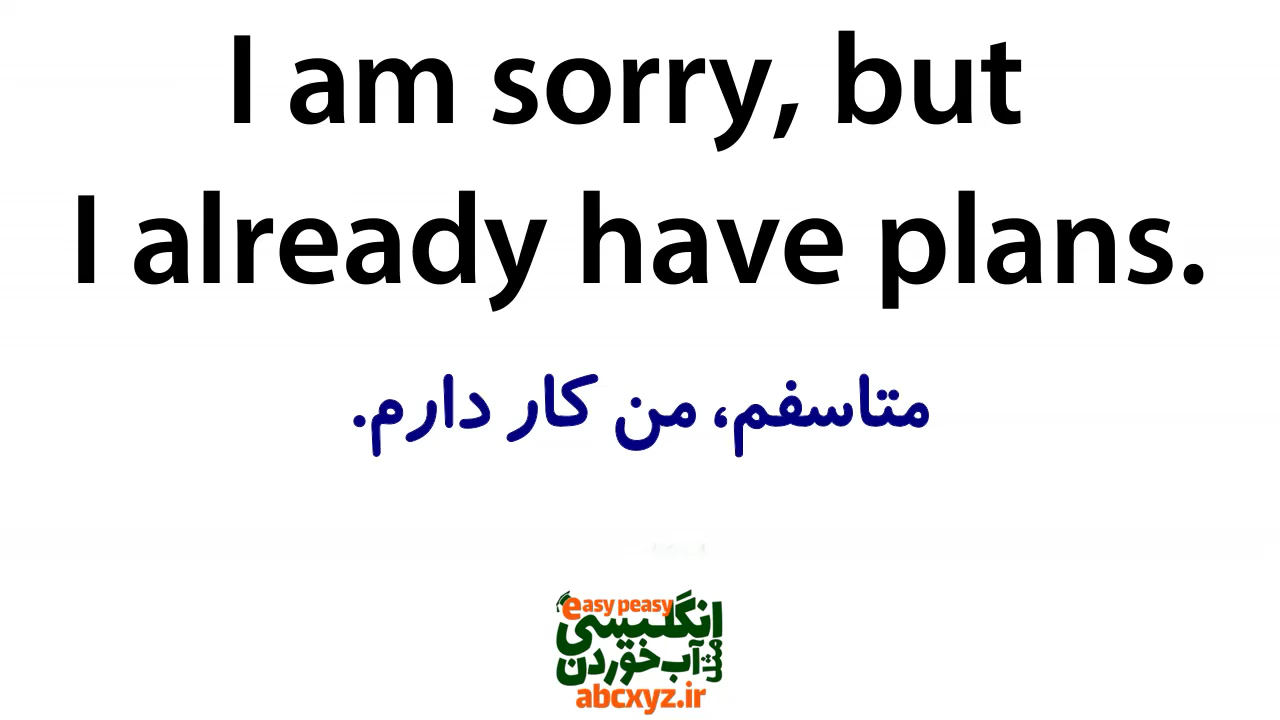 I am sorry, but
I already have plans.
متاسفم، من کار دارم.
easy peasy
انگلیسی
مثل
آب خوردن
abcxyz.ir